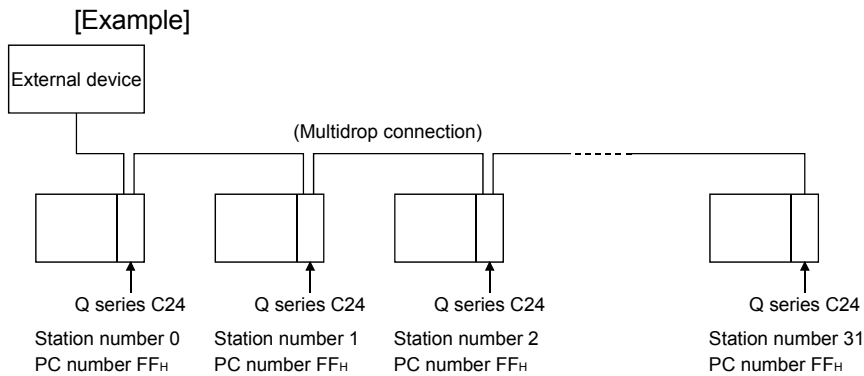 [Example]
External device
(Multidrop connection)
Q series C24 Q series C24 Q series C24 Q series C24
Station number 0 Station number 1 Station number 2 Station number 31
PC number FFH PC number FFH PC number FFH PC number FFH